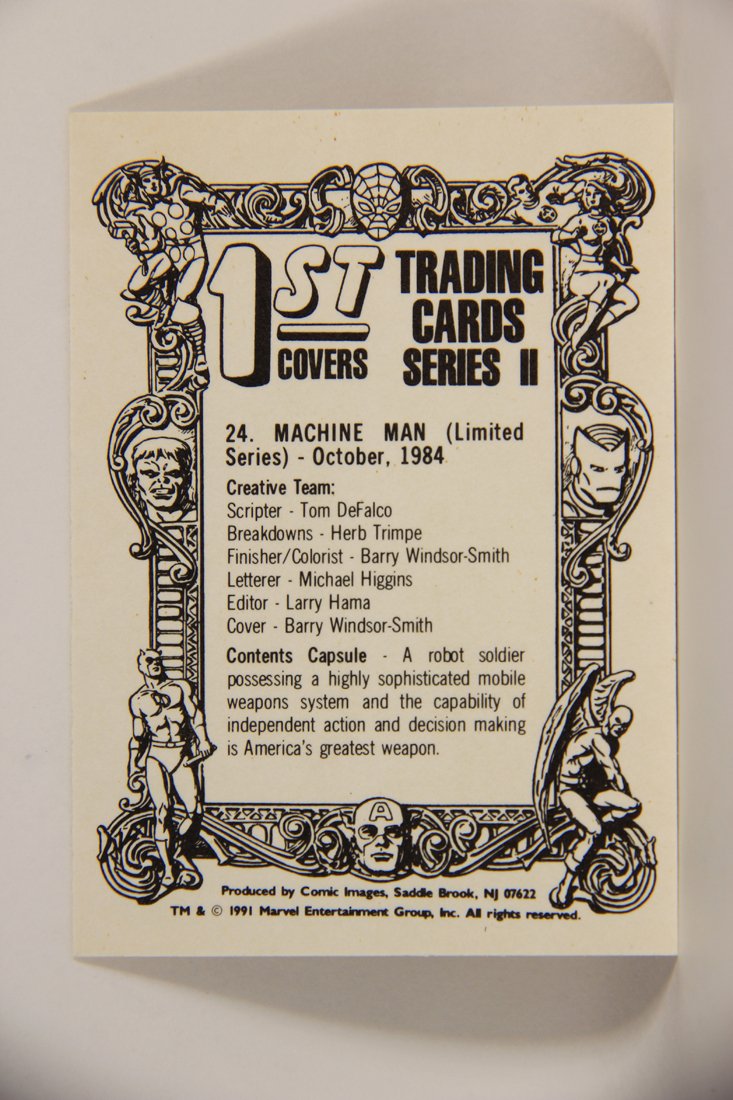 1ST COVERS
TRADING
CARDS
SERIES II
24. MACHINE MAN (Limited
Series) - October, 1984
Creative Team:
Scripter - Tom DeFalco
Breakdowns - Herb Trimpe
Finisher/Colorist - Barry Windsor-Smith
Letterer - Michael Higgins
Editor - Larry Hama
Cover - Barry Windsor-Smith
Contents Capsule - A robot soldier
possessing a highly sophisticated mobile
weapons system and the capability of
independent action and decision making
is America's greatest weapon.
A
Produced by Comic Images, Saddle Brook, NJ 07622
TM & © 1991 Marvel Entertainment Group, Inc. All rights reserved.